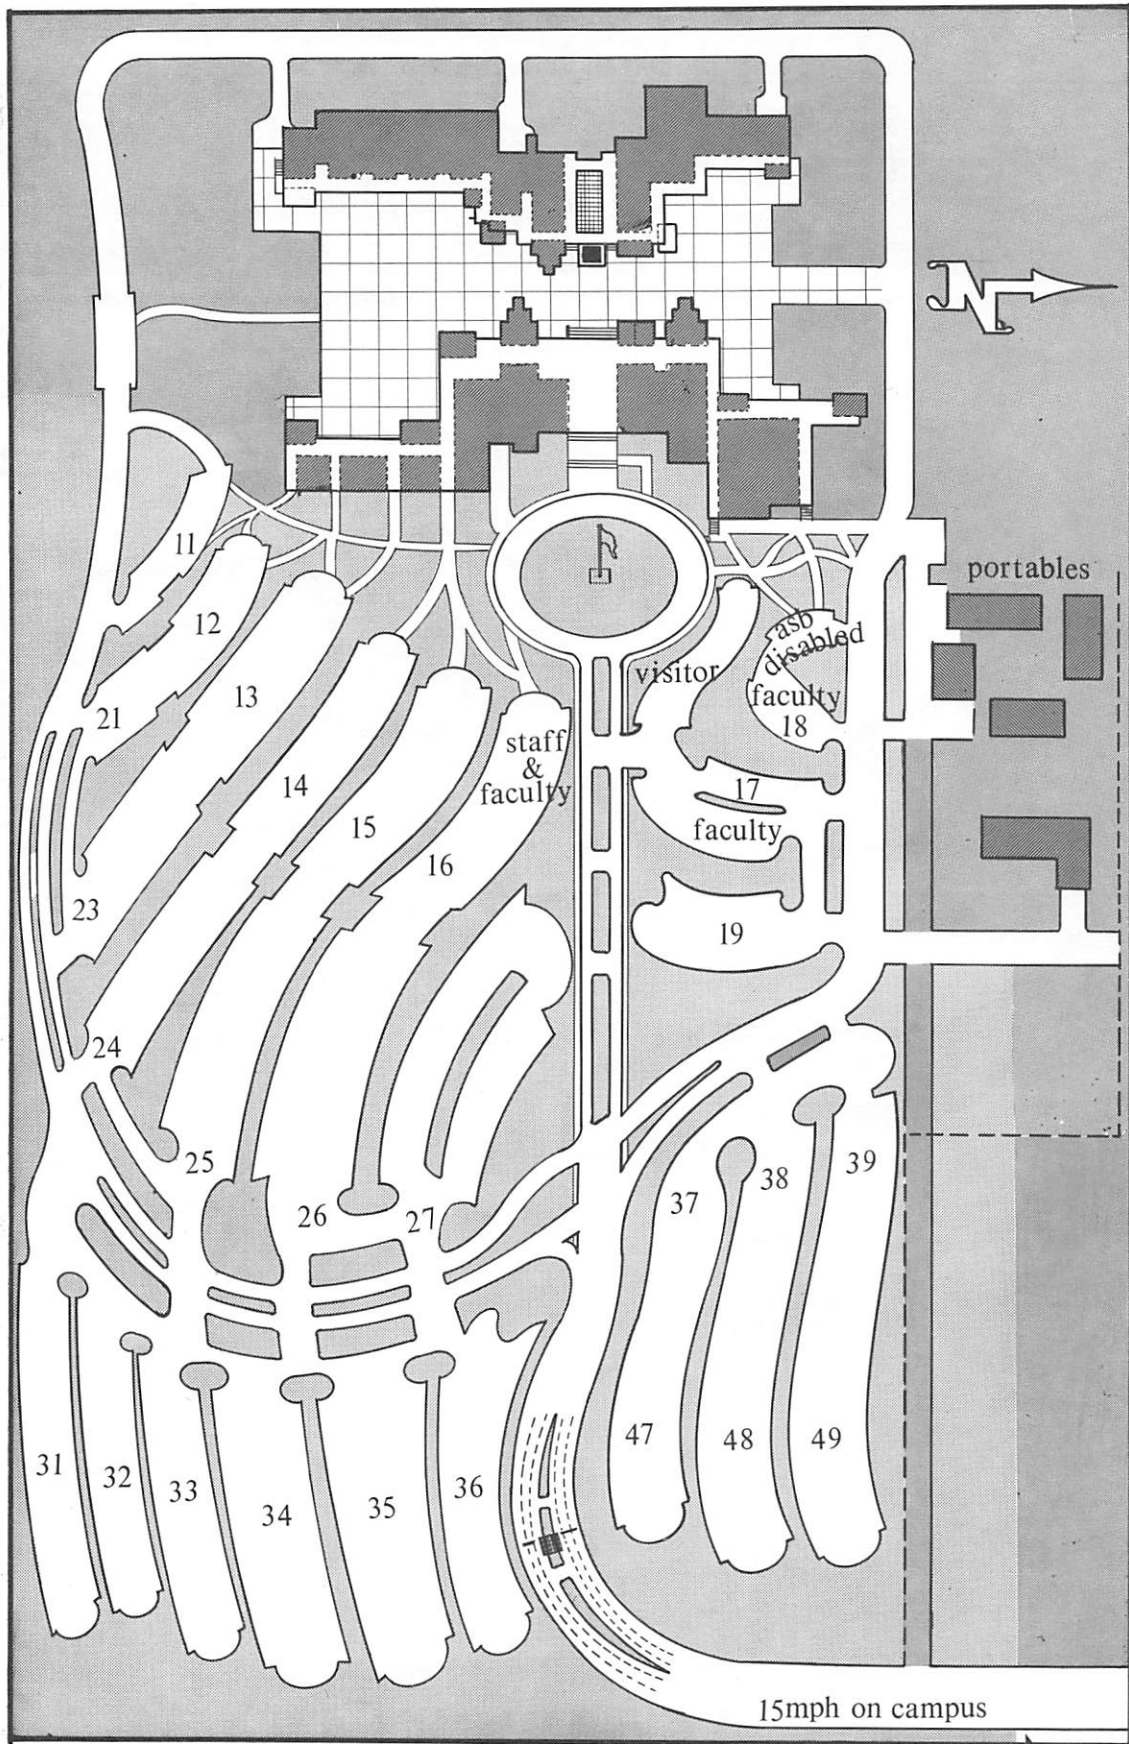 N
11
portables
12
asb
disabled
visitor
13
faculty
18
21
staff
&
faculty
14
17
faculty
15
16
23
19
24
25
39
38
37
26
27
31
32
33
34
35
36
47
48
49
15mph on campus